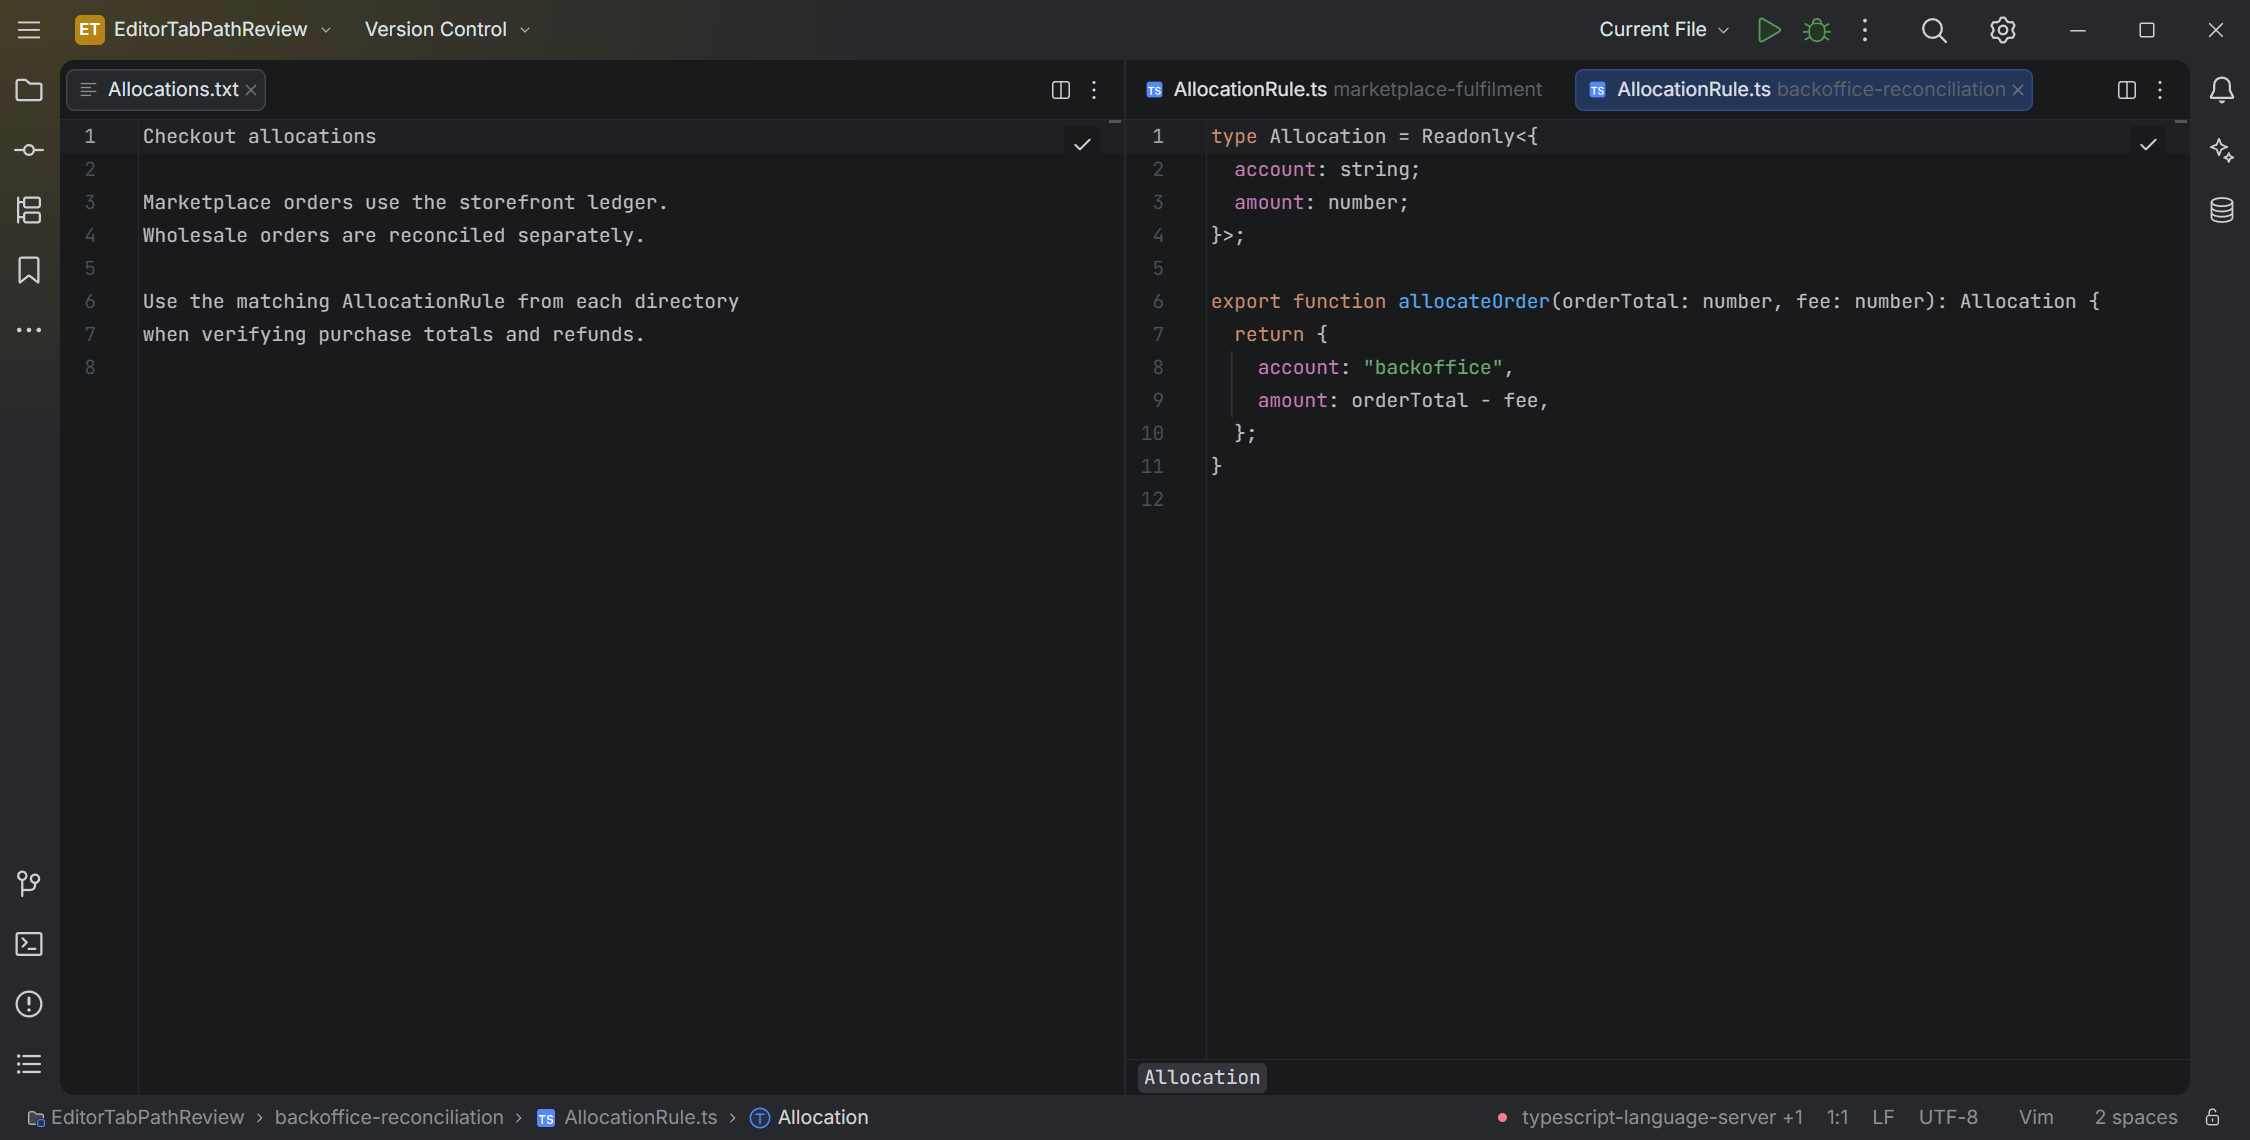 ET EditorTabPathReview Version Control Current File
Allocations.txt
1 Checkout allocations
2
3 Marketplace orders use the storefront ledger.
4 Wholesale orders are reconciled separately.
5
6 Use the matching AllocationRule from each directory
7 when verifying purchase totals and refunds.
8
TS AllocationRule.ts marketplace-fulfilment TS AllocationRule.ts backoffice-reconciliation
1 type Allocation = Readonly<{
2   account: string;
3   amount: number;
4 }>;
5
6 export function allocateOrder(orderTotal: number, fee: number): Allocation {
7   return {
8     account: "backoffice",
9     amount: orderTotal - fee,
10   };
11 }
12
Allocation
EditorTabPathReview › backoffice-reconciliation › TS AllocationRule.ts › T Allocation typescript-language-server +1 1:1 LF UTF-8 Vim 2 spaces